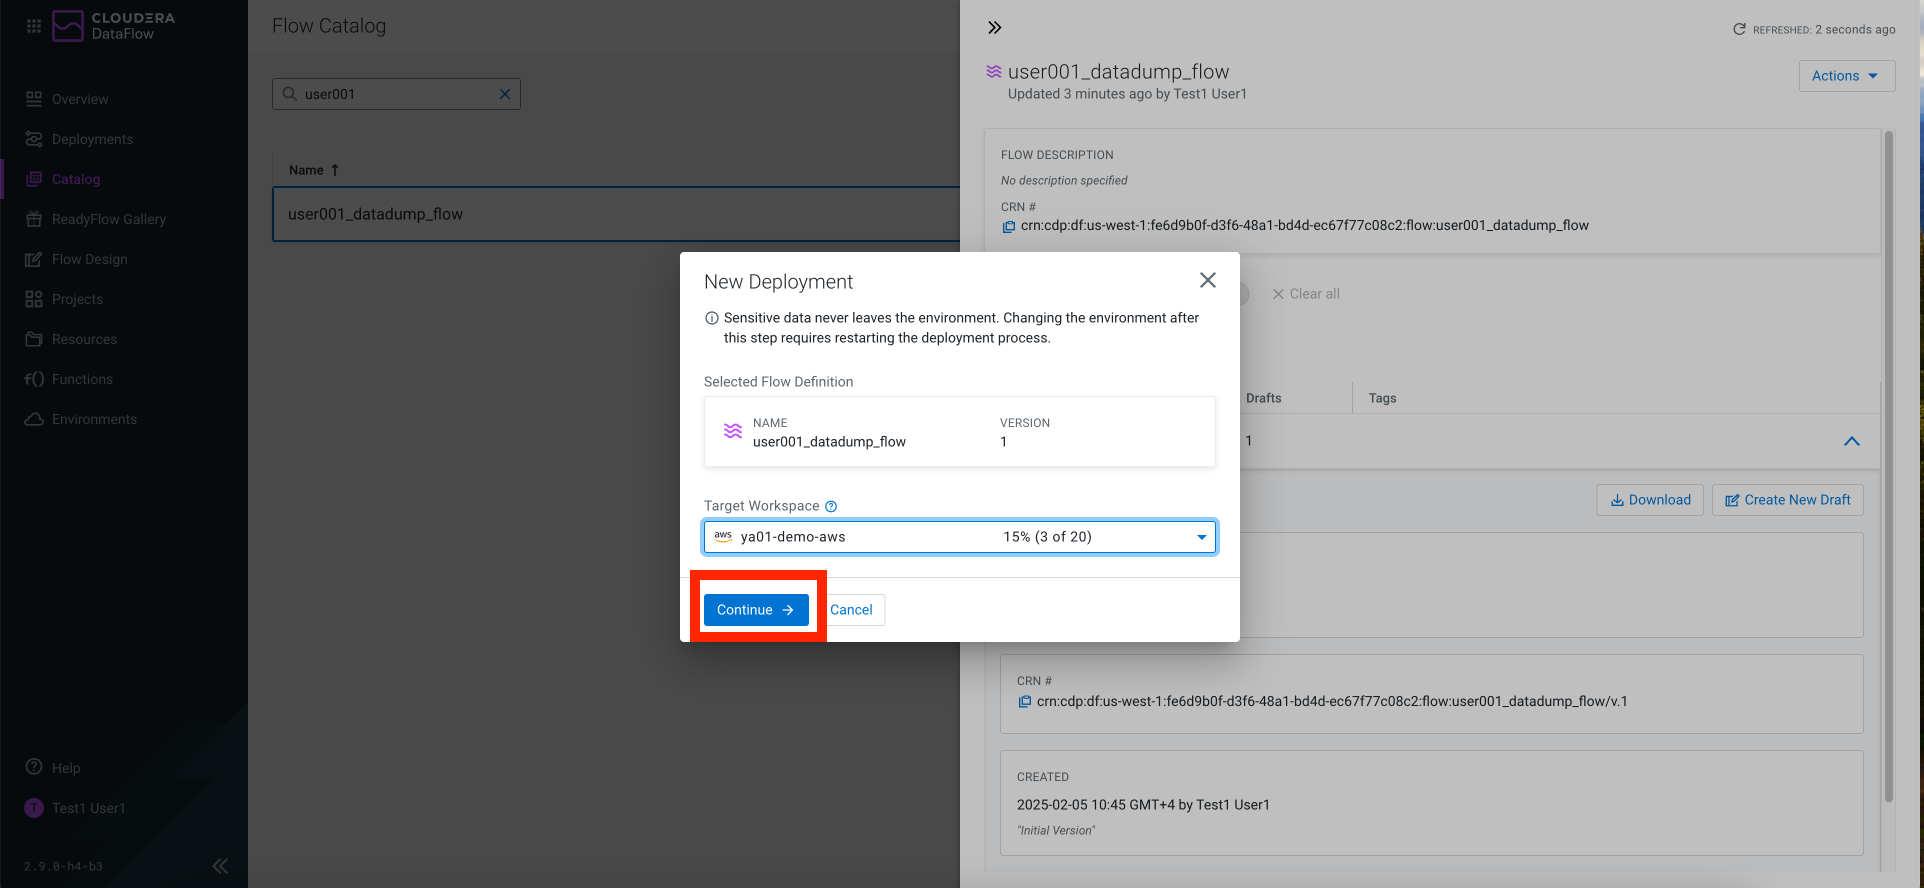 CLOUDERA
DataFlow
Overview
Deployments
Catalog
ReadyFlow Gallery
Flow Design
Projects
Resources
Functions
Environments
Help
T Test1 User1
2.9.0-h4-b3
Flow Catalog
user001
Name ↑
user001_datadump_flow
REFRESHED: 2 seconds ago
user001_datadump_flow
Updated 3 minutes ago by Test1 User1
Actions
FLOW DESCRIPTION
No description specified
CRN #
crn:cdp:df:us-west-1:fe6d9b0f-d3f6-48a1-bd4d-ec67f77c08c2:flow:user001_datadump_flow
Clear all
Drafts Tags
1
Download Create New Draft
CRN #
crn:cdp:df:us-west-1:fe6d9b0f-d3f6-48a1-bd4d-ec67f77c08c2:flow:user001_datadump_flow/v.1
CREATED
2025-02-05 10:45 GMT+4 by Test1 User1
"Initial Version"
New Deployment
Sensitive data never leaves the environment. Changing the environment after
this step requires restarting the deployment process.
Selected Flow Definition
NAME VERSION
user001_datadump_flow 1
Target Workspace
aws ya01-demo-aws 15% (3 of 20)
Continue → Cancel